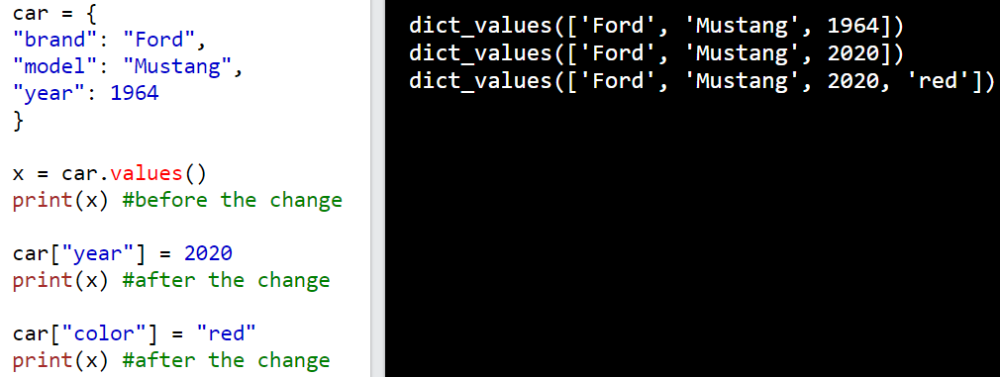 car = {
"brand": "Ford",
"model": "Mustang",
"year": 1964
}
x = car.values()
print(x) #before the change
car["year"] = 2020
print(x) #after the change
car["color"] = "red"
print(x) #after the change
dict_values(['Ford', 'Mustang', 1964])
dict_values(['Ford', 'Mustang', 2020])
dict_values(['Ford', 'Mustang', 2020, 'red'])